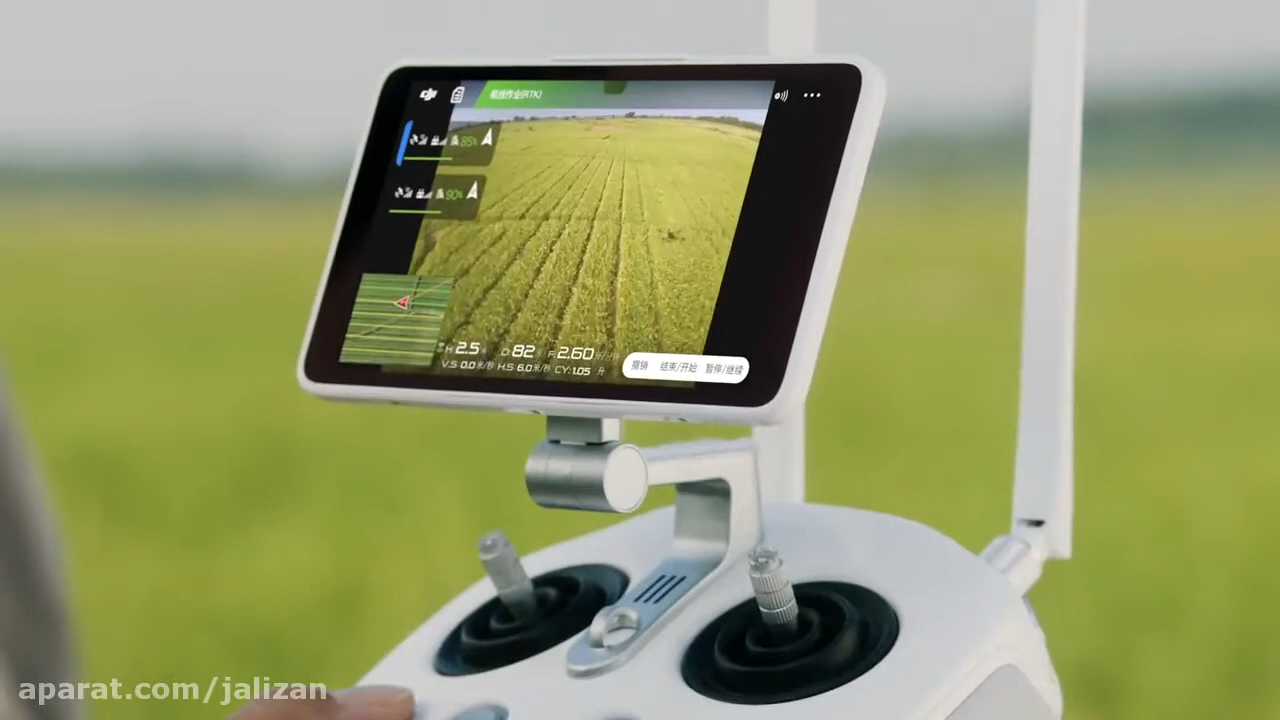 dji
航线作业(RTK)
85%
90%
H 2.5 米 D 82 米 F 2.60
V.S 0.0 米/秒 H.S: 6.0 米/秒 CY: 1.05 升
撤销 结束/开始 暂停/继续
aparat.com/jalizan